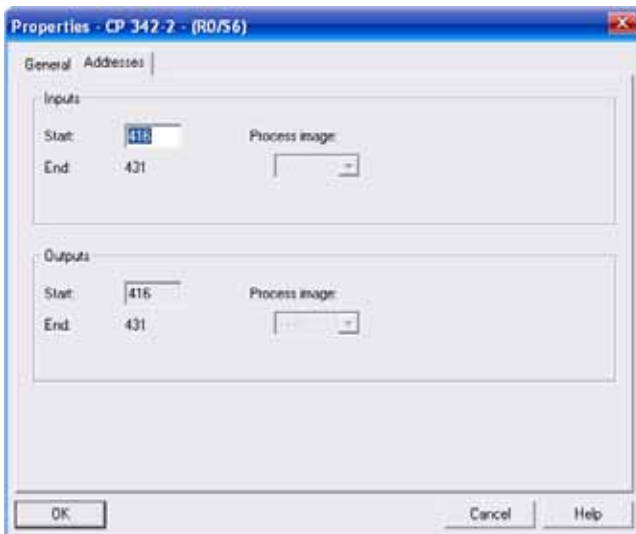 Properties - CP 342-2 - (R0/S6)
General Addresses
Inputs
Start: 416 Process image:
End: 431
Outputs
Start: 416 Process image:
End: 431
OK Cancel Help